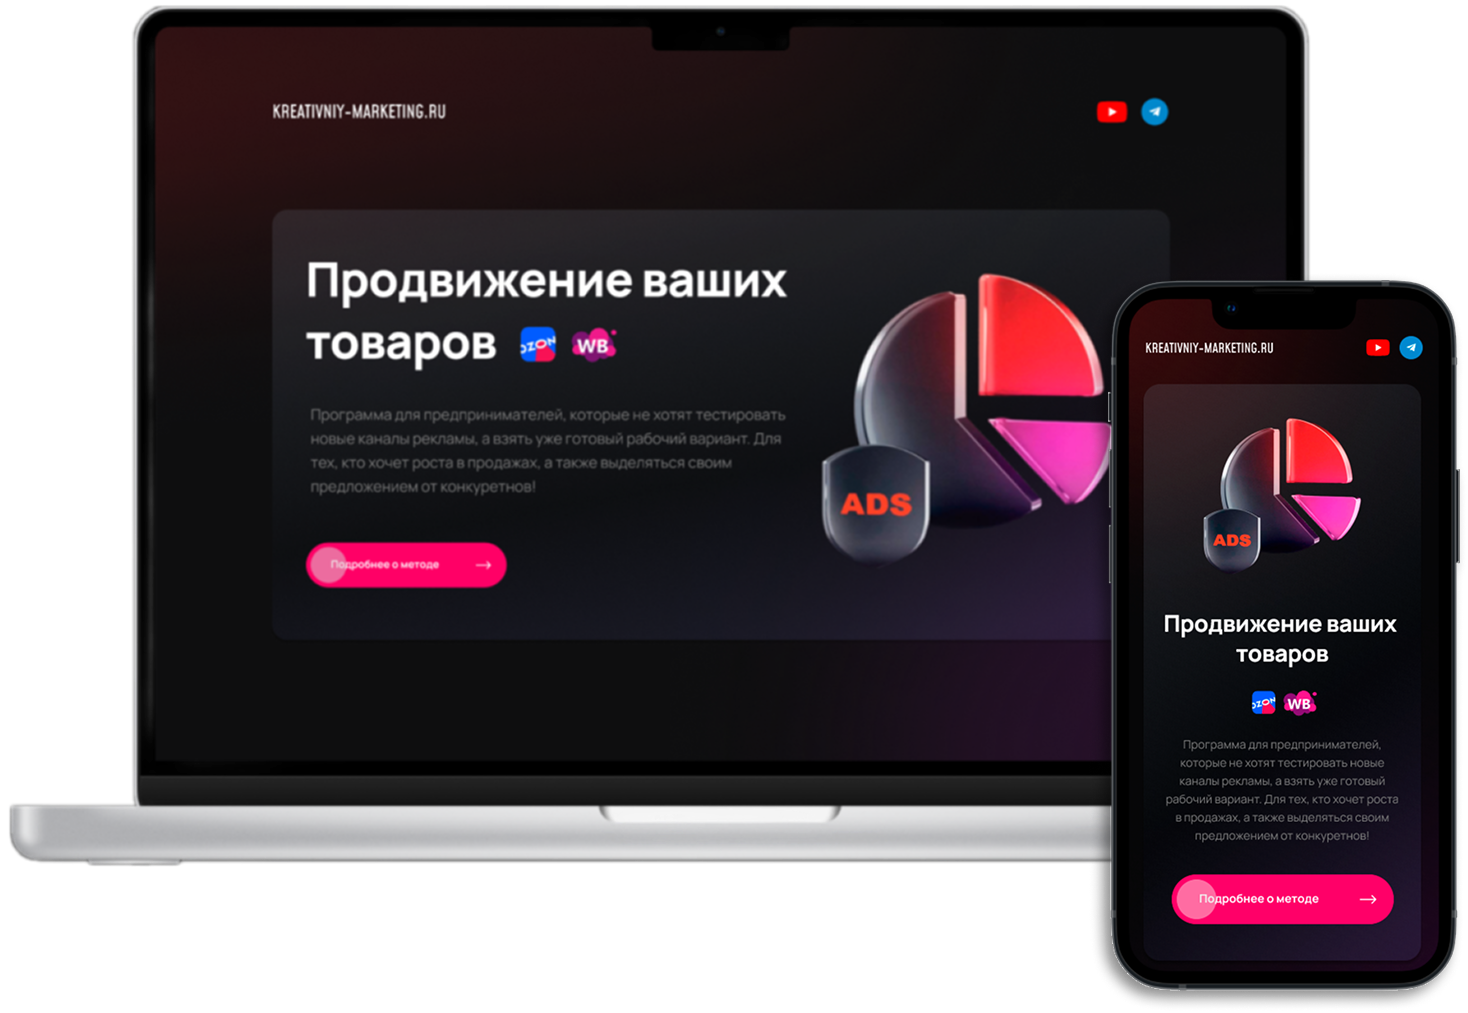 KREATIVNIY-MARKETING.RU
Продвижение ваших
товаров OZON WB
Программа для предпринимателей, которые не хотят тестировать
новые каналы рекламы, а взять уже готовый рабочий вариант. Для
тех, кто хочет роста в продажах, а также выделяться своим
предложением от конкуретнов!
Подробнее о методе
ADS
KREATIVNIY-MARKETING.RU
ADS
Продвижение ваших
товаров
OZON WB
Программа для предпринимателей,
которые не хотят тестировать новые
каналы рекламы, а взять уже готовый
рабочий вариант. Для тех, кто хочет роста
в продажах, а также выделяться своим
предложением от конкуретнов!
Подробнее о методе